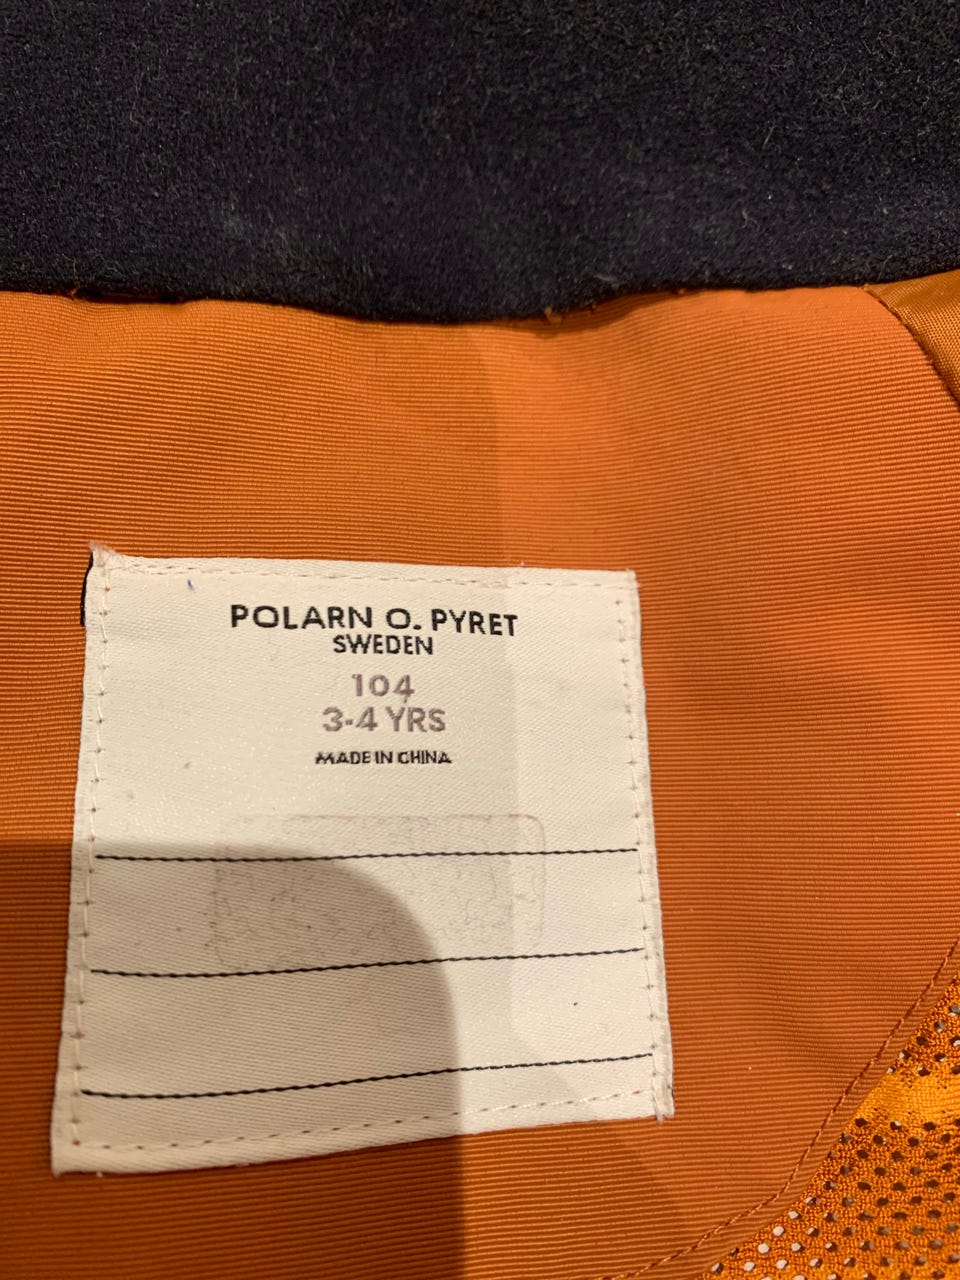 POLARN O. PYRET
SWEDEN
104
3-4 YRS
MADE IN CHINA